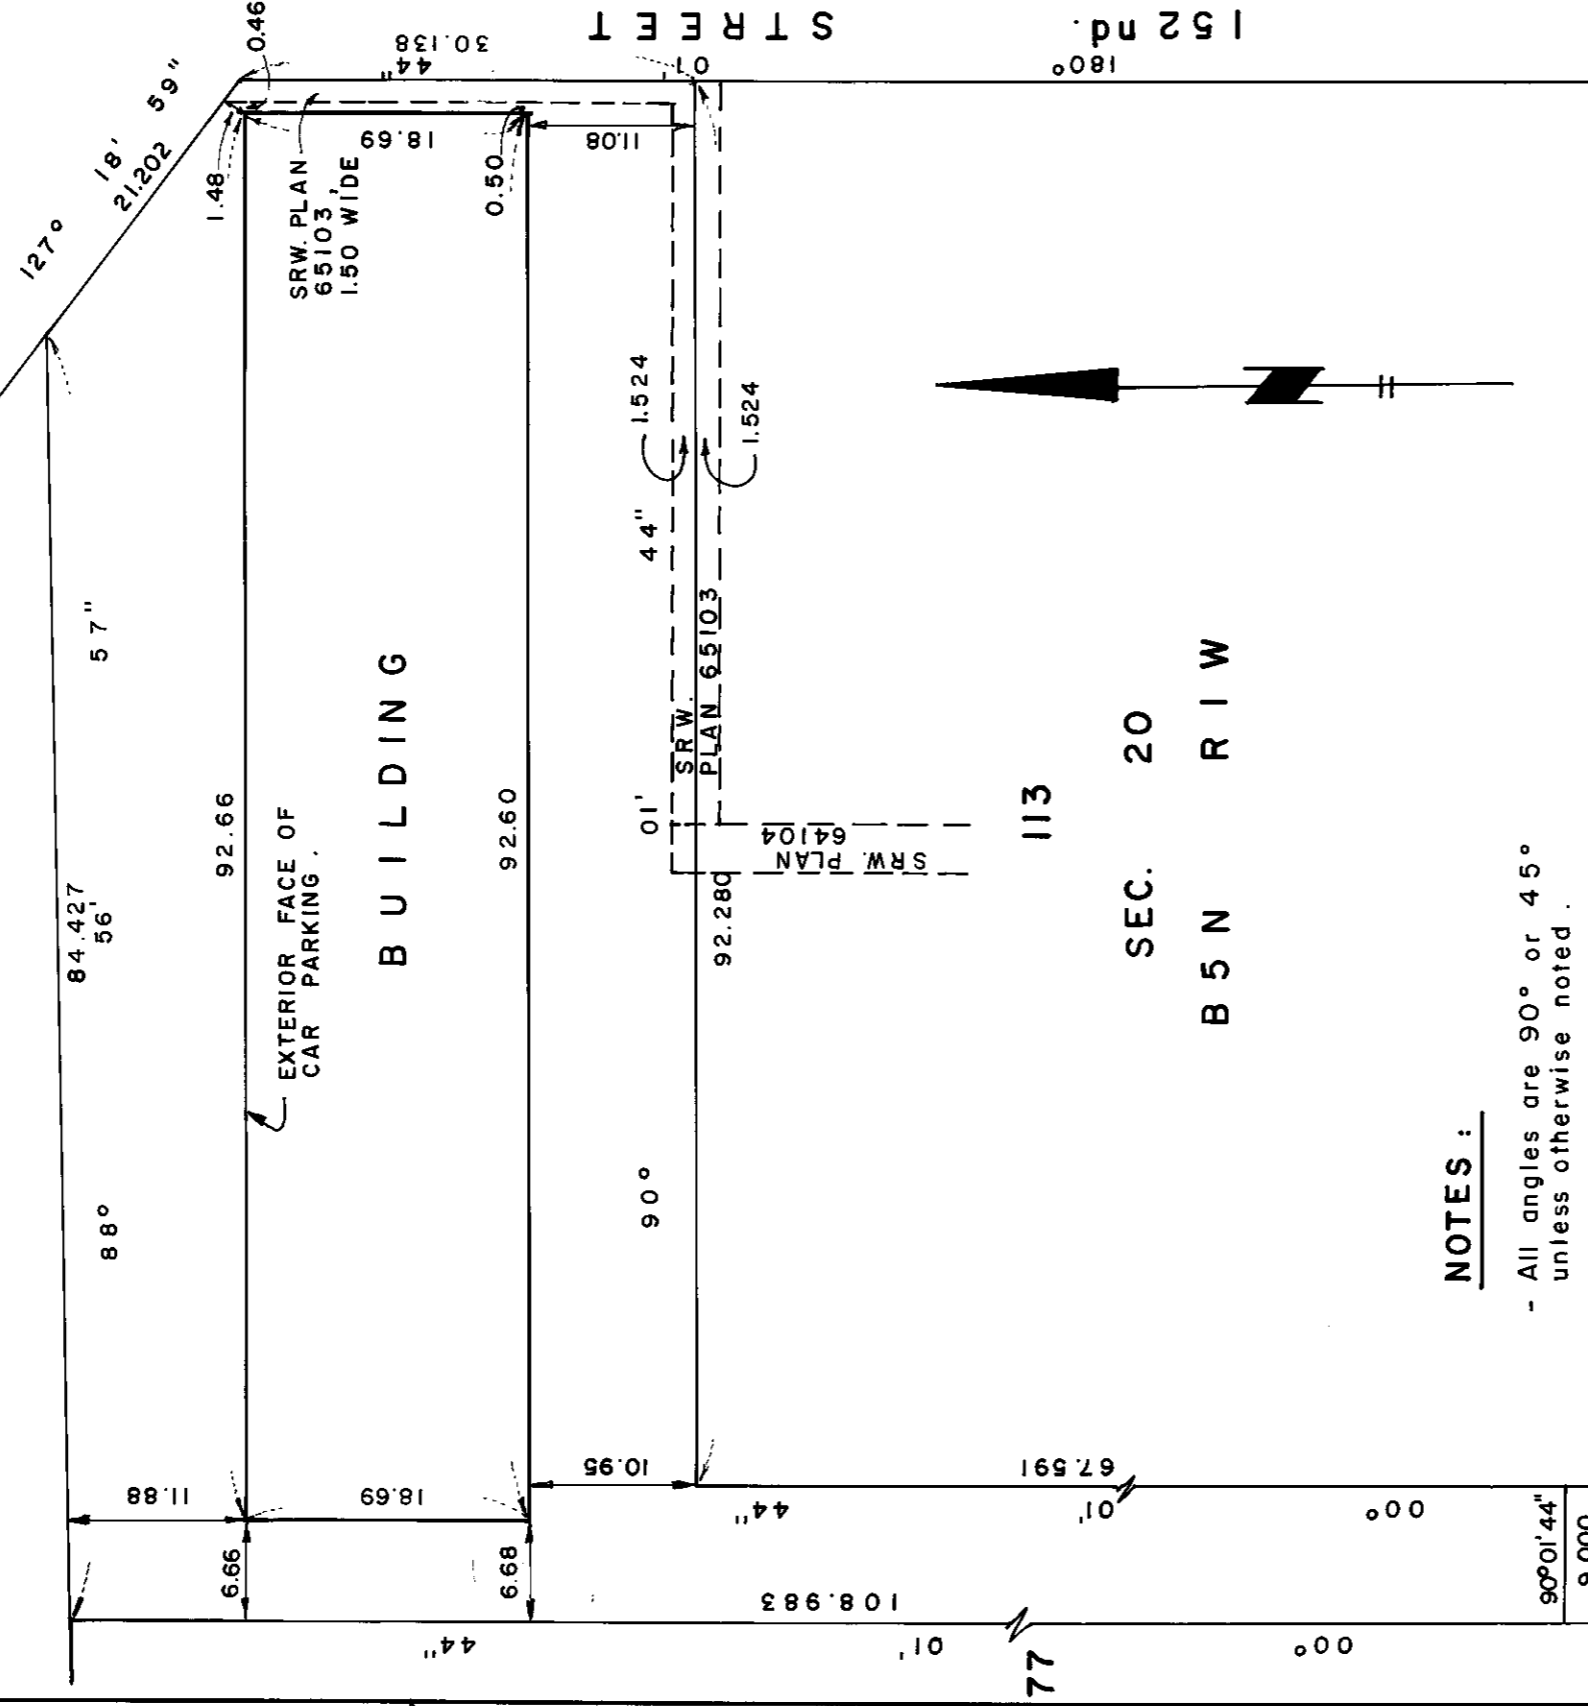 152 nd. STREET
127° 18' 59"
21.202
0.46
30.138
180° 01' 44"
1.48
SRW. PLAN
65103,
1.50 WIDE
18.69
0.50
11.08
88° 56' 57"
84.427
92.66
EXTERIOR FACE OF
CAR PARKING.
BUILDING
92.60
1.524
1.524
90° 01' 44"
92.280
SRW.
PLAN 65103
SRW. PLAN
64104
N
113
SEC. 20
B5N R1W
11.88
18.69
10.95
6.66
6.68
67.591
00° 01' 44"
108.983
00° 01' 44"
77
90°01'44"
9.000
NOTES:
- All angles are 90° or 45°
unless otherwise noted.